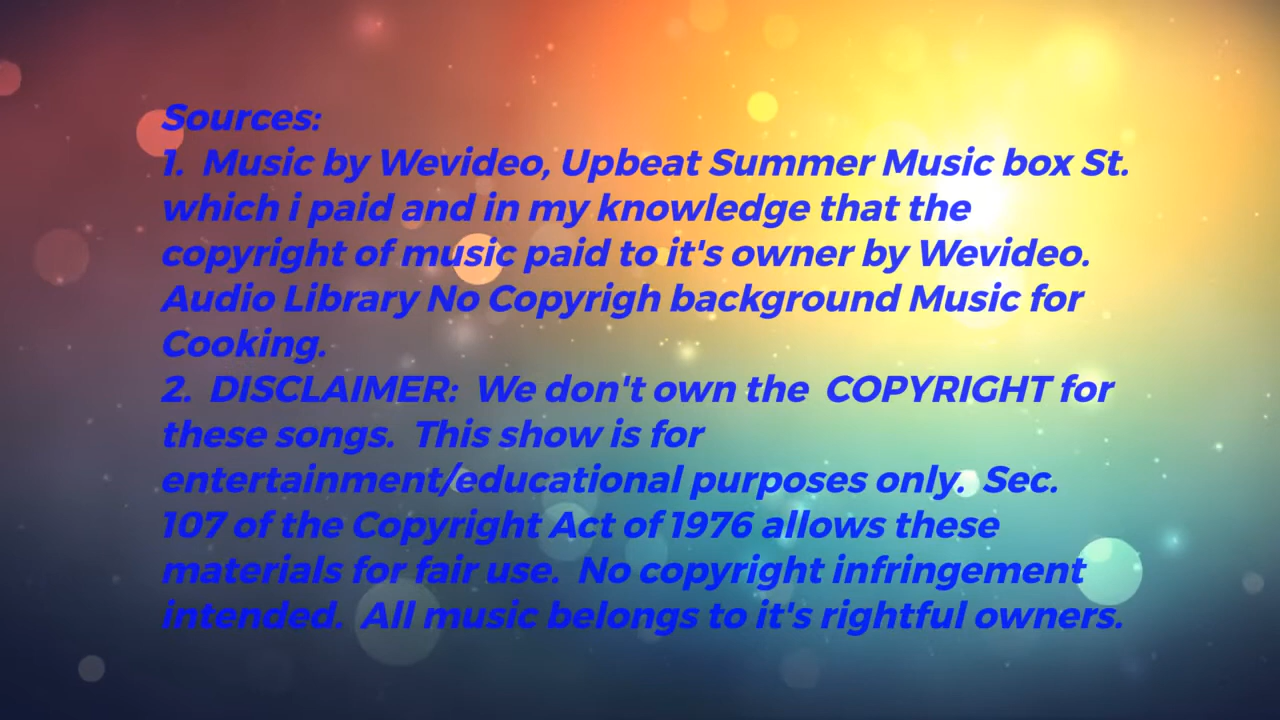 Sources:
1.  Music by Wevideo, Upbeat Summer Music box St.
which i paid and in my knowledge that the
copyright of music paid to it's owner by Wevideo.
Audio Library No Copyrigh background Music for
Cooking.
2.  DISCLAIMER:  We don't own the  COPYRIGHT for
these songs.  This show is for
entertainment/educational purposes only.  Sec.
107 of the Copyright Act of 1976 allows these
materials for fair use.  No copyright infringement
intended.  All music belongs to it's rightful owners.